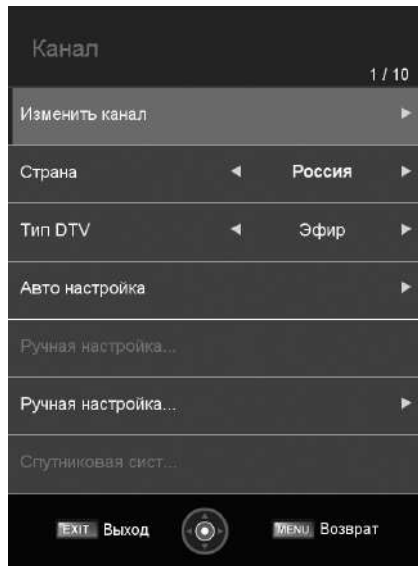 Канал
1 / 10
Изменить канал
Страна Россия
Тип DTV Эфир
Авто настройка
Ручная настройка...
Ручная настройка...
Спутниковая сист...
EXIT Выход MENU Возврат